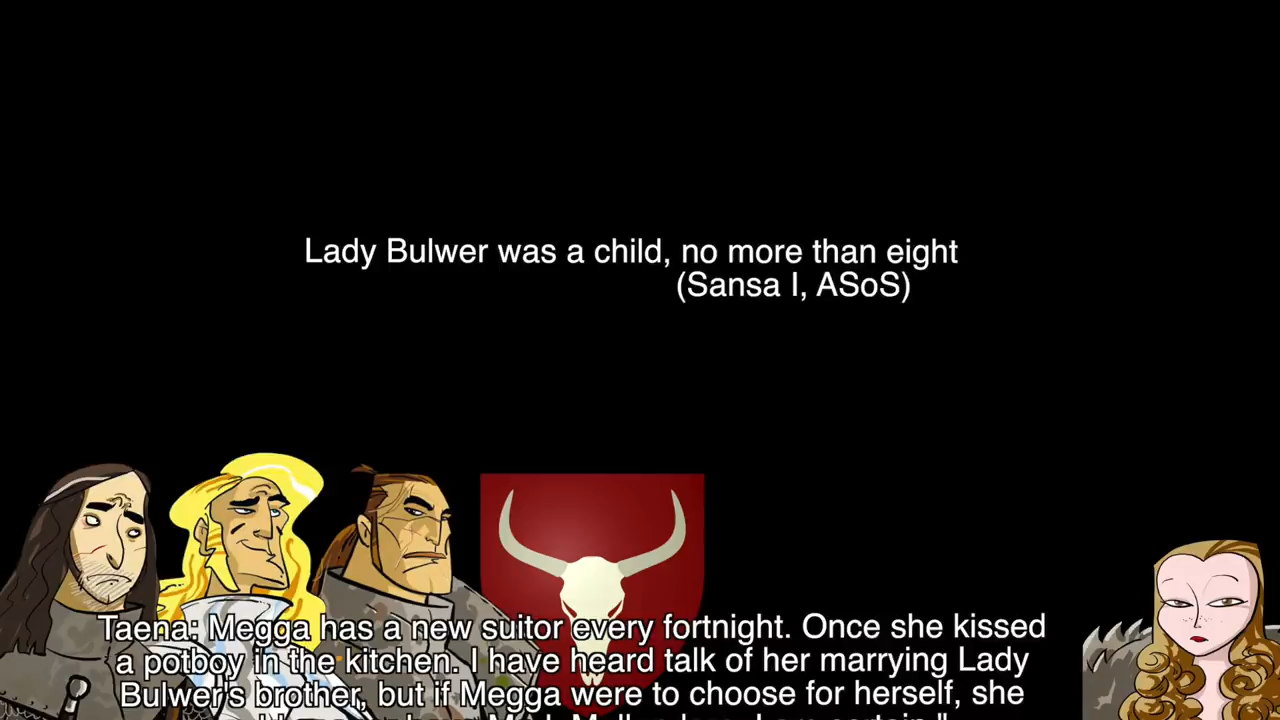 Lady Bulwer was a child, no more than eight
(Sansa I, ASoS)
Taena: Megga has a new suitor every fortnight. Once she kissed
a potboy in the kitchen. I have heard talk of her marrying Lady
Bulwer's brother, but if Megga were to choose for herself, she
certain."